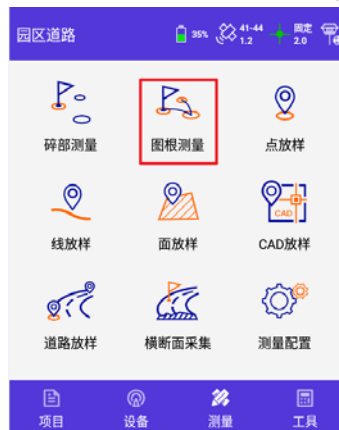 园区道路 35% 41-44 1.2 固定 2.0
碎部测量 图根测量 点放样
CAD
线放样 面放样 CAD放样
道路放样 横断面采集 测量配置
项目 设备 测量 工具